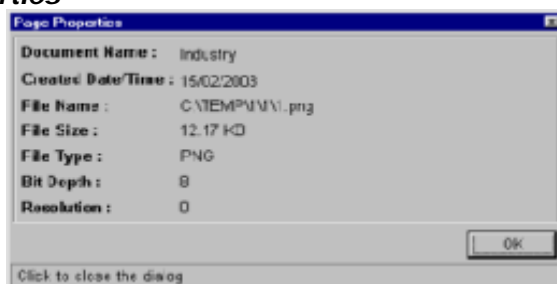 Page Properties
Document Name : Industry
Created Date/Time : 15/02/2003
File Name :
File Size : 12.17 KB
File Type : PNG
Bit Depth : 8
Resolution : 0
OK
Click to close the dialog